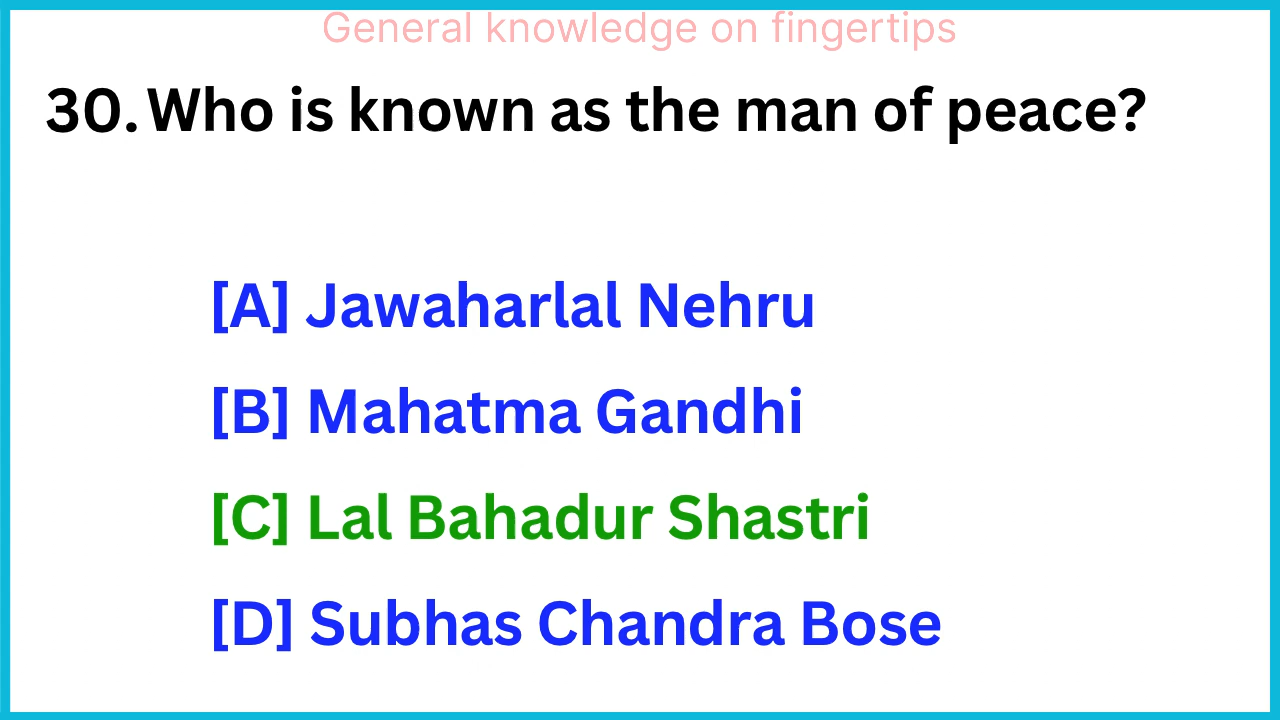 General knowledge on fingertips
30. Who is known as the man of peace?
[A] Jawaharlal Nehru
[B] Mahatma Gandhi
[C] Lal Bahadur Shastri
[D] Subhas Chandra Bose